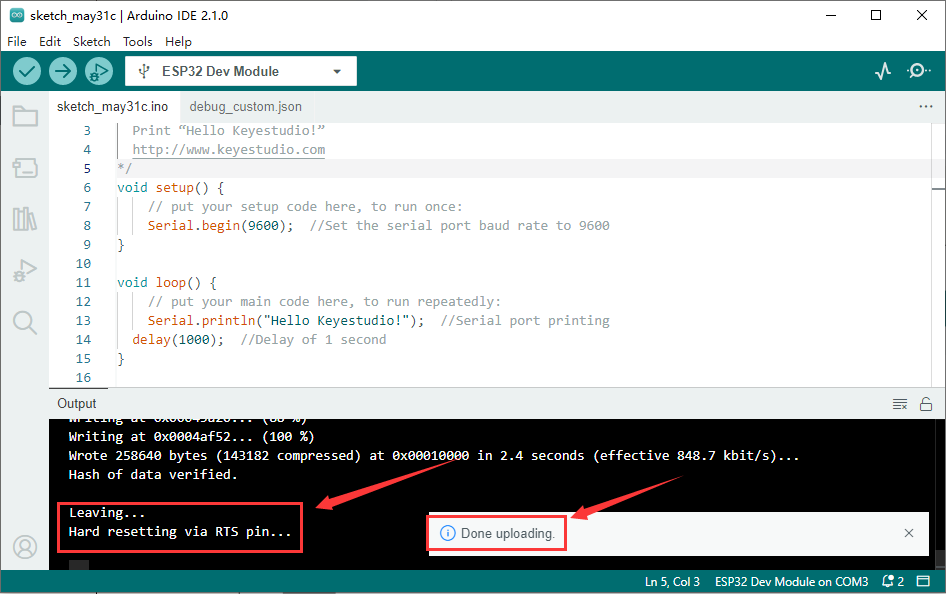 sketch_may31c | Arduino IDE 2.1.0
File Edit Sketch Tools Help
ESP32 Dev Module
sketch_may31c.ino debug_custom.json
3 Print “Hello Keyestudio!”
4 http://www.keyestudio.com
5 */
6 void setup() {
7 // put your setup code here, to run once:
8 Serial.begin(9600); //Set the serial port baud rate to 9600
9 }
10
11 void loop() {
12 // put your main code here, to run repeatedly:
13 Serial.println("Hello Keyestudio!"); //Serial port printing
14 delay(1000); //Delay of 1 second
15 }
16
Output
Writing at
Writing at 0x0004af52... (100 %)
Wrote 258640 bytes (143182 compressed) at 0x00010000 in 2.4 seconds (effective 848.7 kbit/s)...
Hash of data verified.
Leaving...
Hard resetting via RTS pin...
Done uploading.
Ln 5, Col 3 ESP32 Dev Module on COM3 2